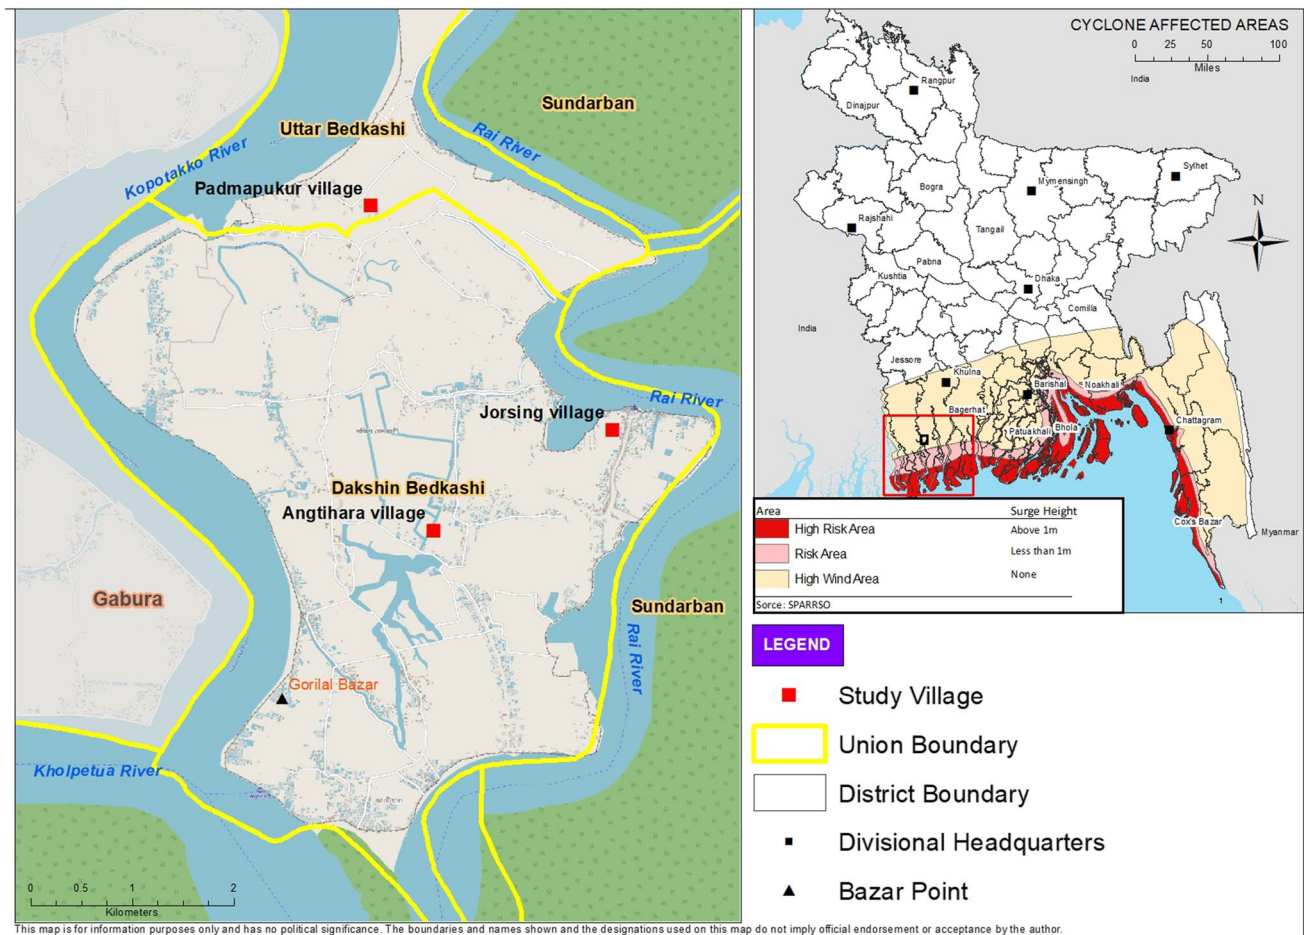 Sundarban
Uttar Bedkashi
Rai River
Kopotakko River
Padmapukur village
Rai River
Jorsing village
Dakshin Bedkashi
Angtihara village
Gabura
Sundarban
Rai River
Gorilal Bazar
Kholpetua River
0 0.5 1 2
Kilometers
CYCLONE AFFECTED AREAS
0 25 50 100
Miles
India
Rangpur
Dinajpur
Sylhet
Mymensingh
Bogra
N
Rajshahi
Tangail
Pabna
Kushtia
Dhaka
Comilla
India
Jessore
Khulna
Barishal
Noakhali
Bagerhat
Chattagram
Patuakhali
Bhola
Cox's Bazar
Myanmar
Area Surge Height
High Risk Area Above 1m
Risk Area Less than 1m
High Wind Area None
Sorce: SPARRSO
1
LEGEND
Study Village
Union Boundary
District Boundary
Divisional Headquarters
Bazar Point
This map is for information purposes only and has no political significance. The boundaries and names shown and the designations used on this map do not imply official endorsement or acceptance by the author.